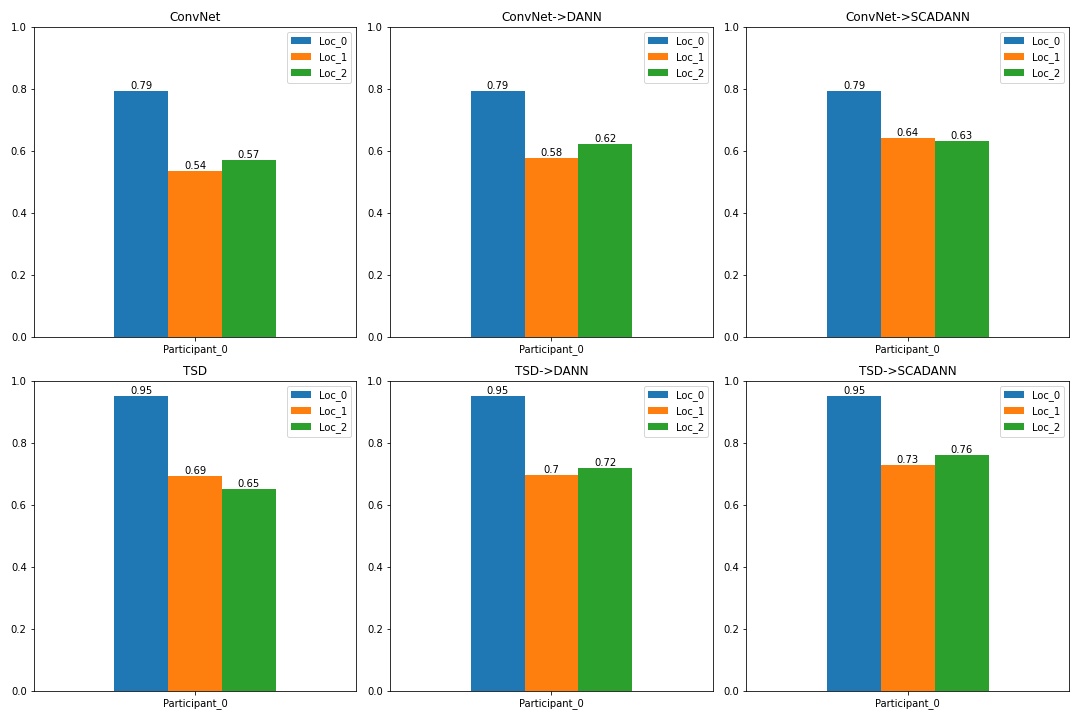 ConvNet
1.0
0.8
0.6
0.4
0.2
0.0
0.79
0.54
0.57
Loc_0
Loc_1
Loc_2
Participant_0
ConvNet->DANN
1.0
0.8
0.6
0.4
0.2
0.0
0.79
0.58
0.62
Loc_0
Loc_1
Loc_2
Participant_0
ConvNet->SCADANN
1.0
0.8
0.6
0.4
0.2
0.0
0.79
0.64
0.63
Loc_0
Loc_1
Loc_2
Participant_0
TSD
1.0
0.8
0.6
0.4
0.2
0.0
0.95
0.69
0.65
Loc_0
Loc_1
Loc_2
Participant_0
TSD->DANN
1.0
0.8
0.6
0.4
0.2
0.0
0.95
0.7
0.72
Loc_0
Loc_1
Loc_2
Participant_0
TSD->SCADANN
1.0
0.8
0.6
0.4
0.2
0.0
0.95
0.73
0.76
Loc_0
Loc_1
Loc_2
Participant_0